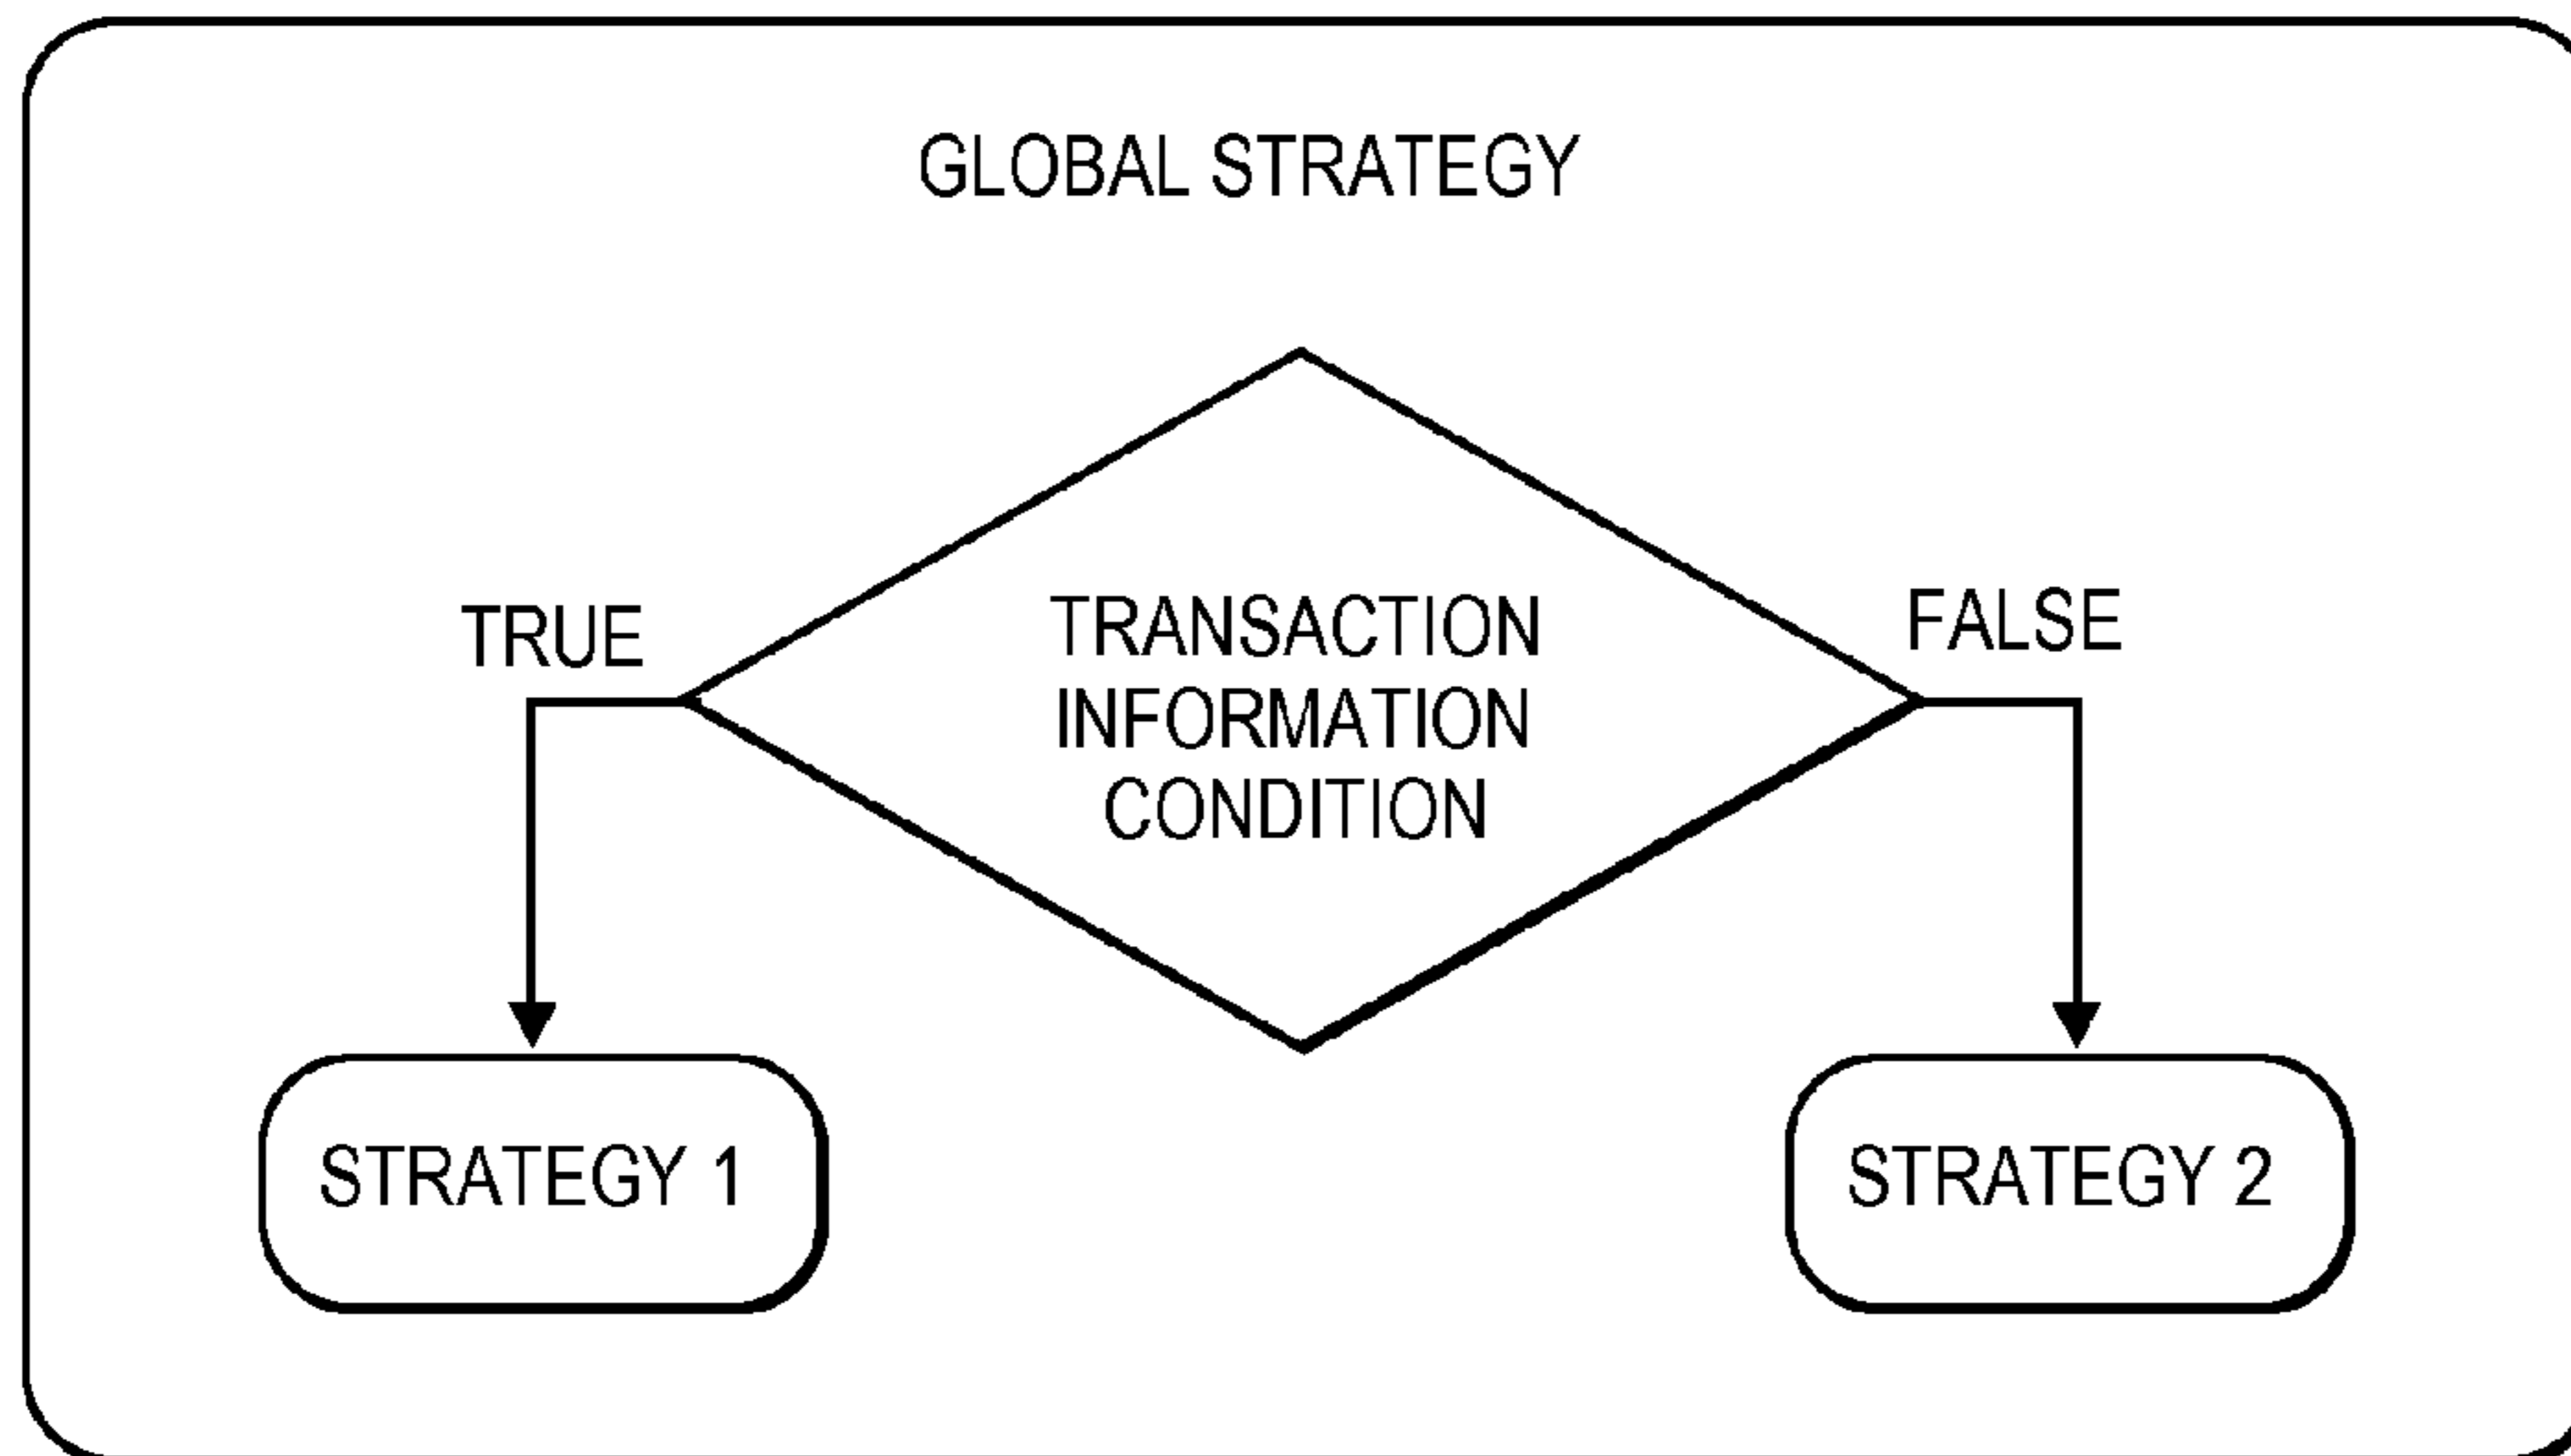 GLOBAL STRATEGY
TRUE
FALSE
TRANSACTION
INFORMATION
CONDITION
STRATEGY 1
STRATEGY 2